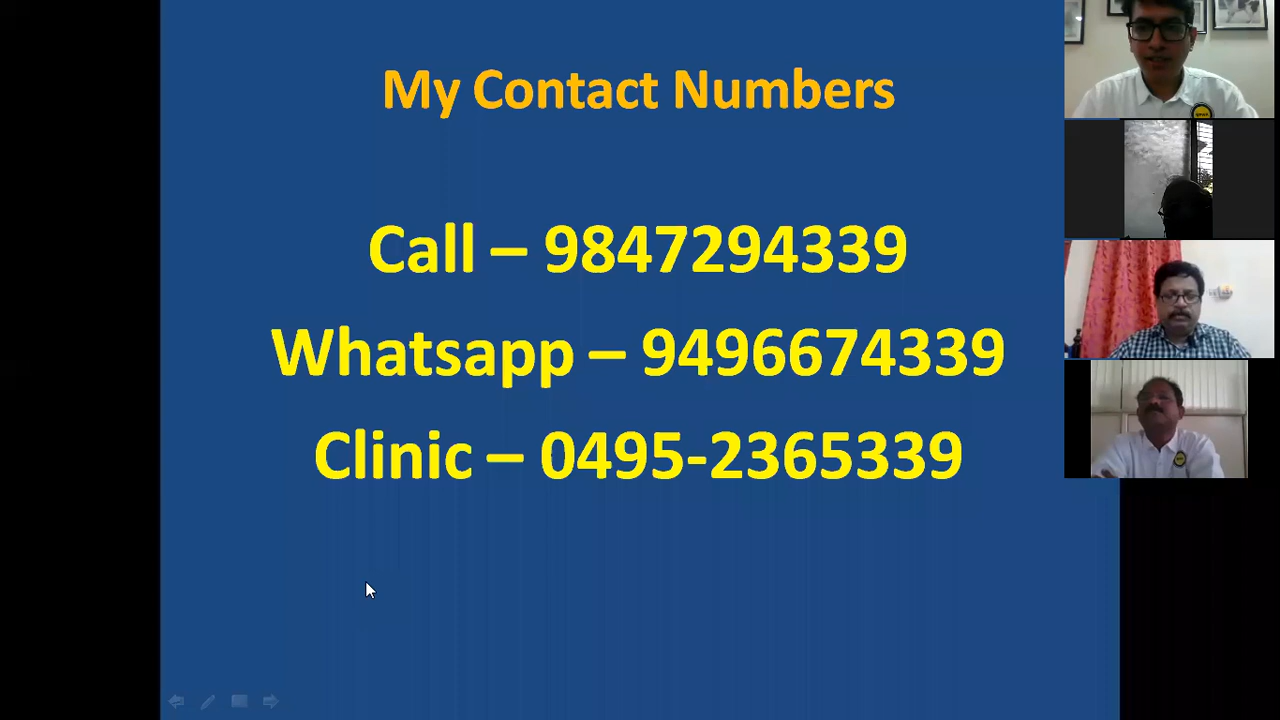 My Contact Numbers
Call – 9847294339
Whatsapp – 9496674339
Clinic – 0495-2365339